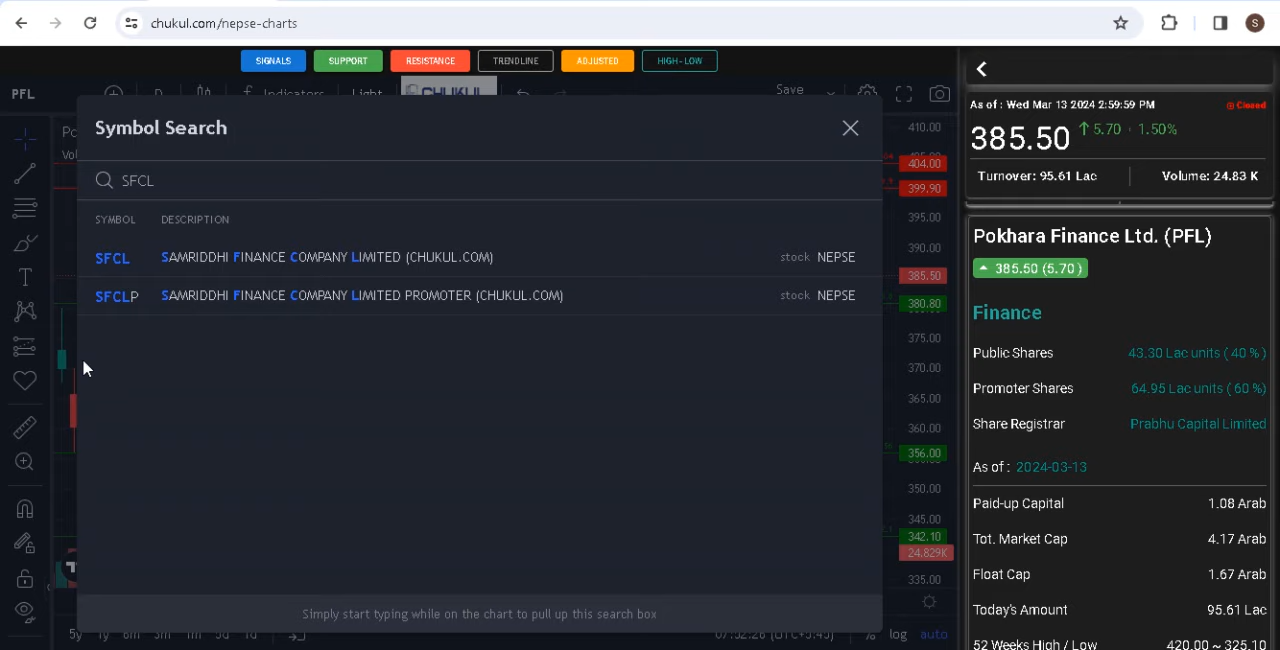 chukul.com/nepse-charts
S
SIGNALS SUPPORT RESISTANCE TRENDLINE ADJUSTED HIGH-LOW
PFL D Indicators Light CHUKUL Save
Symbol Search
SFCL
SYMBOL DESCRIPTION
SFCL SAMRIDDHI FINANCE COMPANY LIMITED (CHUKUL.COM) stock NEPSE
SFCLP SAMRIDDHI FINANCE COMPANY LIMITED PROMOTER (CHUKUL.COM) stock NEPSE
Simply start typing while on the chart to pull up this search box
410.00
404.00
399.90
395.00
390.00
385.50
380.80
375.00
370.00
365.00
360.00
356.00
350.00
345.00
342.10
24.829K
335.00
5y 1y 6m 3m 1m 5d 1d 07:02:26 (UTC+5:45) % log auto
As of : Wed Mar 13 2024 2:59:59 PM Closed
385.50 5.70 1.50%
Turnover: 95.61 Lac Volume: 24.83 K
Pokhara Finance Ltd. (PFL)
385.50 (5.70 )
Finance
Public Shares 43.30 Lac units ( 40 % )
Promoter Shares 64.95 Lac units ( 60 %)
Share Registrar Prabhu Capital Limited
As of : 2024-03-13
Paid-up Capital 1.08 Arab
Tot. Market Cap 4.17 Arab
Float Cap 1.67 Arab
Today's Amount 95.61 Lac
52 Weeks High / Low 420.00 ~ 325.10